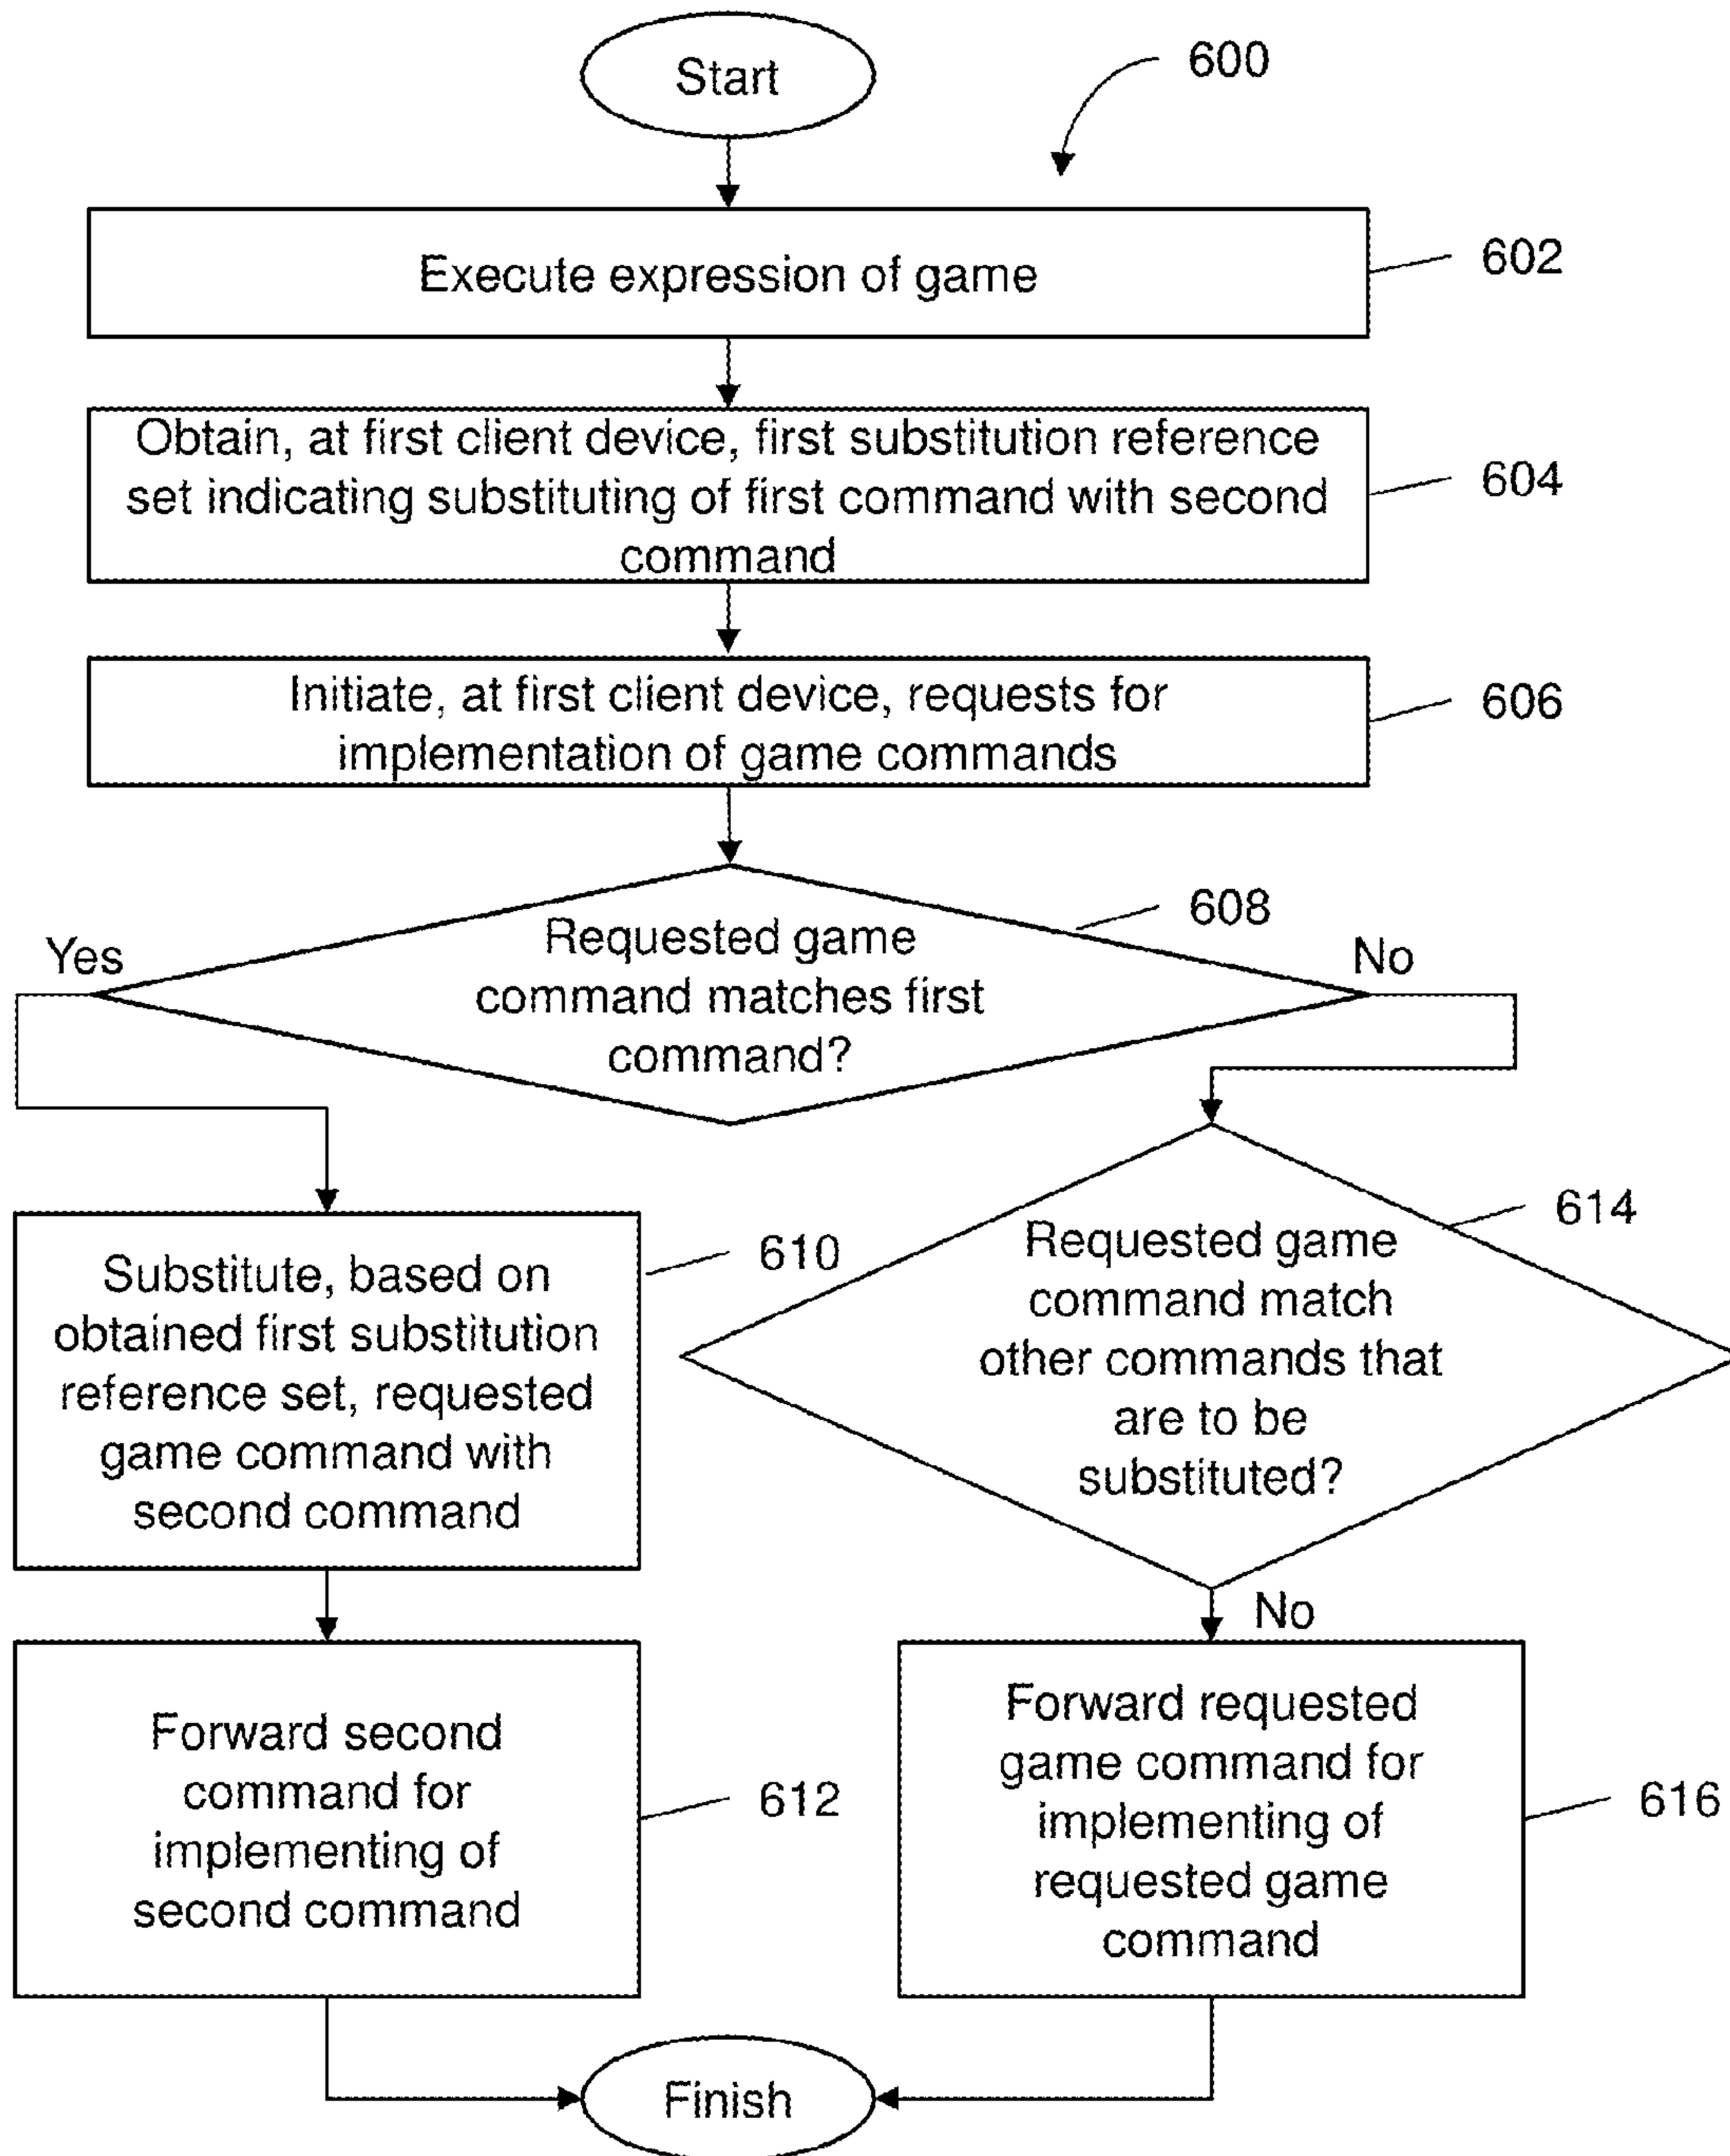 Start
600
Execute expression of game
602
Obtain, at first client device, first substitution reference
set indicating substituting of first command with second
command
604
Initiate, at first client device, requests for
implementation of game commands
606
Requested game
command matches first
command?
608
Yes
No
Substitute, based on
obtained first substitution
reference set, requested
game command with
second command
610
Requested game
command match
other commands that
are to be
substituted?
614
No
Forward second
command for
implementing of
second command
612
Forward requested
game command for
implementing of
requested game
command
616
Finish